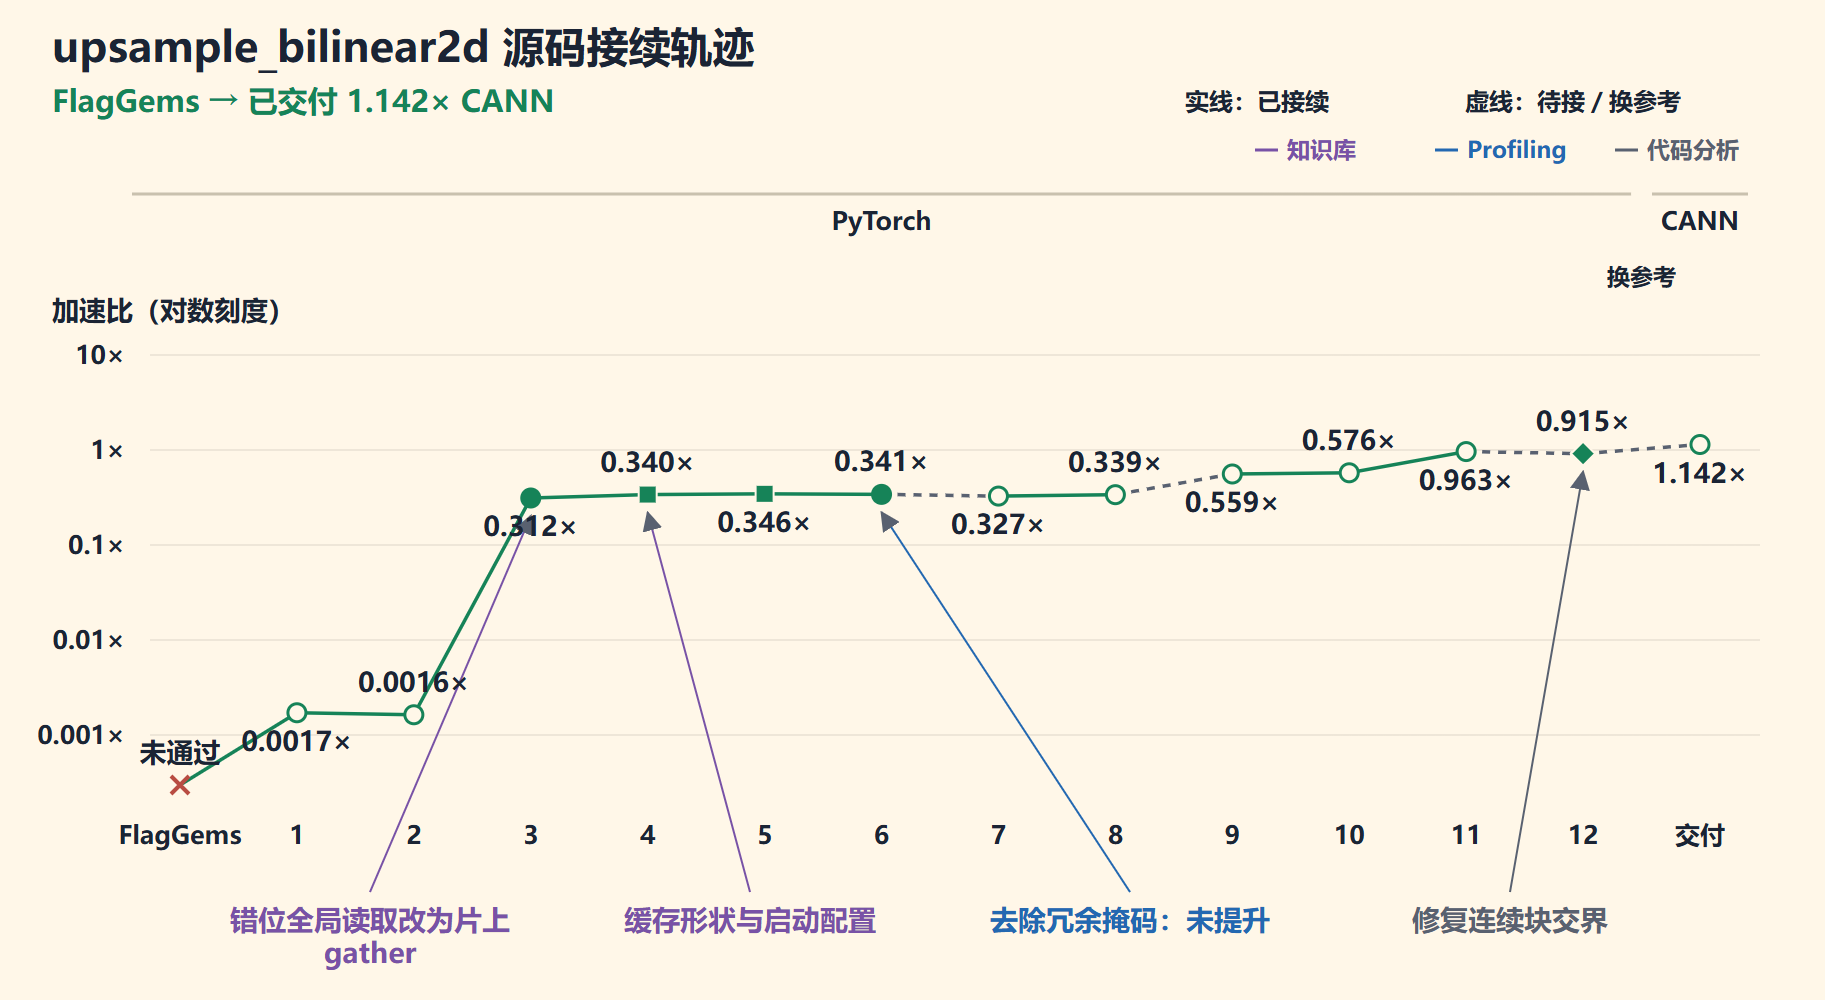 upsample_bilinear2d 源码接续轨迹
FlagGems → 已交付 1.142× CANN
实线：已接续 虚线：待接 / 换参考
知识库 Profiling 代码分析
PyTorch CANN
换参考
加速比（对数刻度）
10×
1×
0.1×
0.01×
0.001×
未通过
0.0017×
0.0016×
0.312×
0.340×
0.346×
0.341×
0.327×
0.339×
0.559×
0.576×
0.963×
0.915×
1.142×
FlagGems 1 2 3 4 5 6 7 8 9 10 11 12 交付
错位全局读取改为片上
gather
缓存形状与启动配置
去除冗余掩码：未提升
修复连续块交界